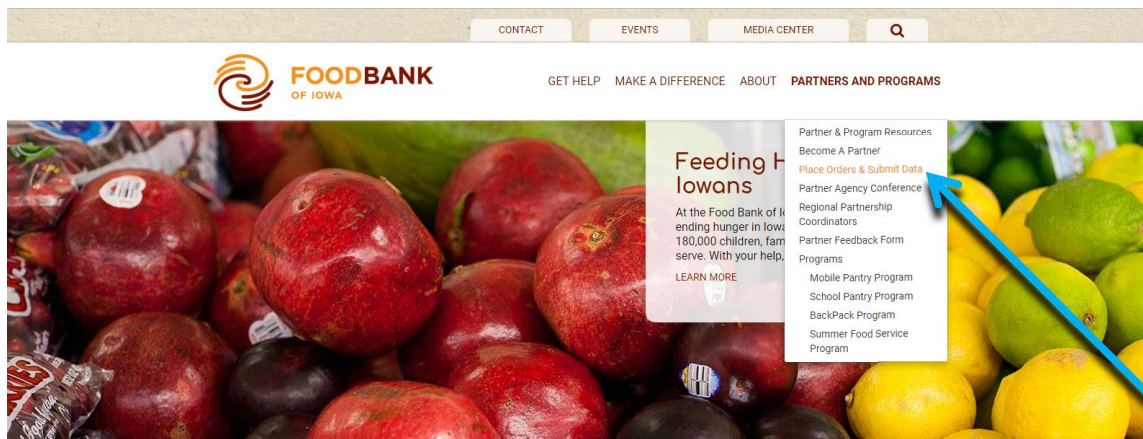 CONTACT
EVENTS
MEDIA CENTER
FOODBANK
OF IOWA
GET HELP
MAKE A DIFFERENCE
ABOUT
PARTNERS AND PROGRAMS
Feeding H
Iowans
At the Food Bank of I
ending hunger in Iowa
180,000 children, fam
serve. With your help,
LEARN MORE
Partner & Program Resources
Become A Partner
Place Orders & Submit Data
Partner Agency Conference
Regional Partnership
Coordinators
Partner Feedback Form
Programs
Mobile Pantry Program
School Pantry Program
BackPack Program
Summer Food Service
Program